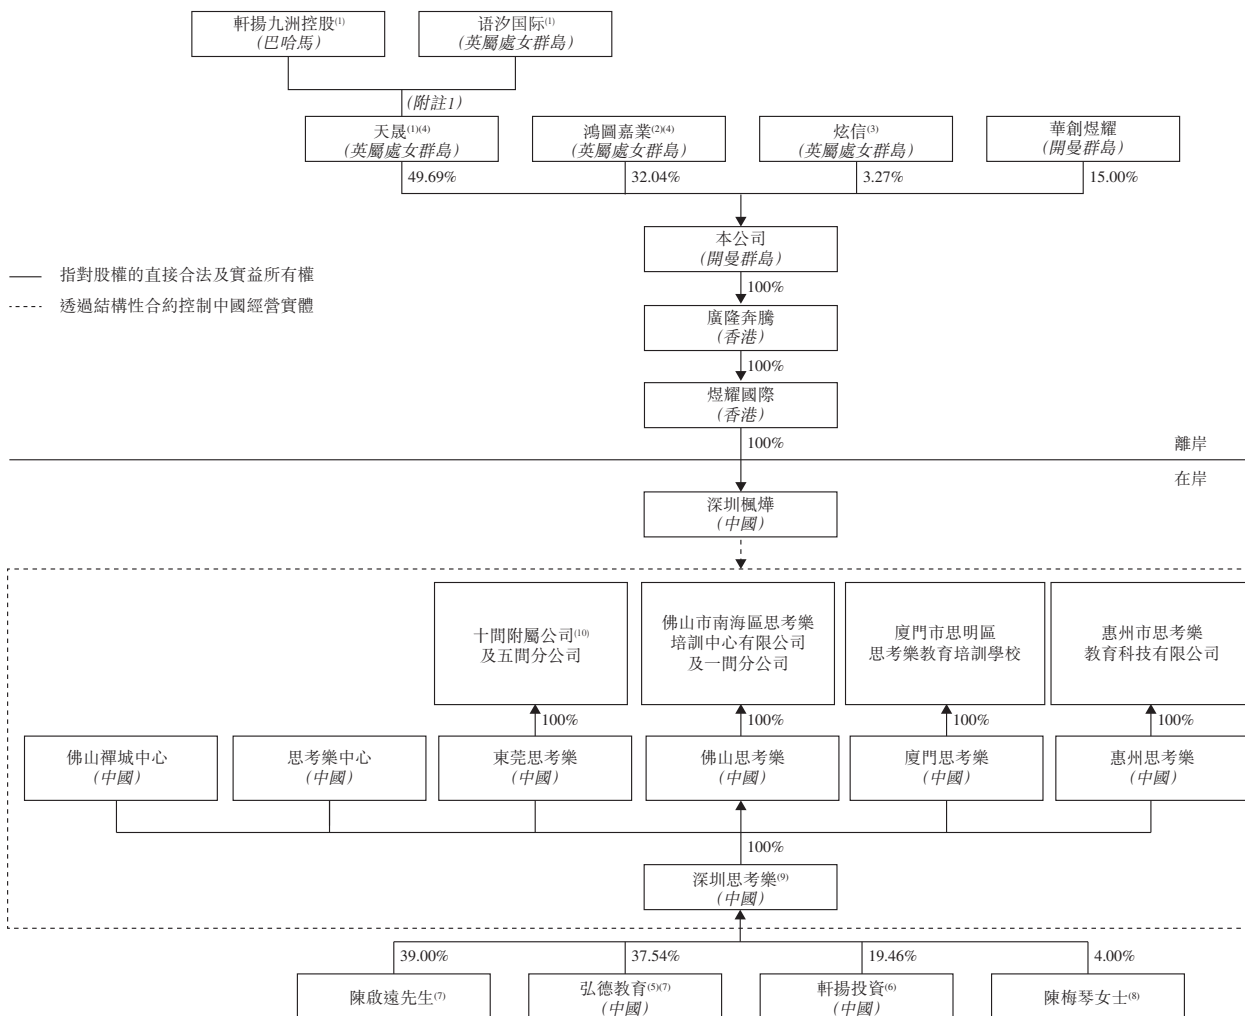 軒揚九洲控股(1)
(巴哈馬)
语汐国际(1)
(英屬處女群島)
(附註1)
天晟(1)(4)
(英屬處女群島)
鴻圖嘉業(2)(4)
(英屬處女群島)
炫信(3)
(英屬處女群島)
華創煜耀
(開曼群島)
49.69%
32.04%
3.27%
15.00%
本公司
(開曼群島)
指對股權的直接合法及實益所有權
透過結構性合約控制中國經營實體
100%
廣隆奔騰
(香港)
100%
煜耀國際
(香港)
100%
離岸
在岸
深圳楓燁
(中國)
十間附屬公司(10)
及五間分公司
佛山市南海區思考樂
培訓中心有限公司
及一間分公司
廈門市思明區
思考樂教育培訓學校
惠州市思考樂
教育科技有限公司
100%
100%
100%
100%
佛山禪城中心
(中國)
思考樂中心
(中國)
東莞思考樂
(中國)
佛山思考樂
(中國)
廈門思考樂
(中國)
惠州思考樂
(中國)
100%
深圳思考樂(9)
(中國)
39.00%
37.54%
19.46%
4.00%
陳啟遠先生(7)
弘德教育(5)(7)
(中國)
軒揚投資(6)
(中國)
陳梅琴女士(8)